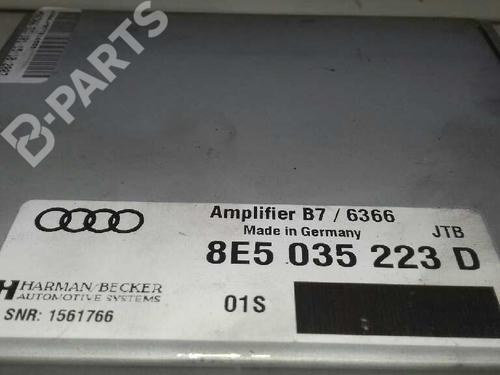 B-PARTS
Amplifier B7 / 6366
Made in Germany JTB
8E5 035 223 D
HARMAN/BECKER
AUTOMOTIVE SYSTEMS
01S
SNR: 1561766